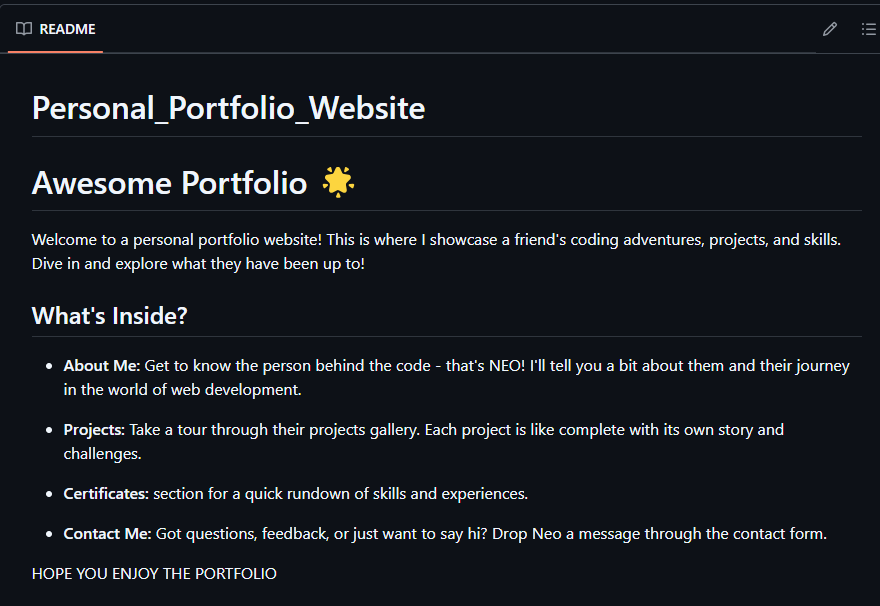 README
Personal_Portfolio_Website
Awesome Portfolio 🌟
Welcome to a personal portfolio website! This is where I showcase a friend's coding adventures, projects, and skills.
Dive in and explore what they have been up to!
What's Inside?
• About Me: Get to know the person behind the code - that's NEO! I'll tell you a bit about them and their journey
in the world of web development.
• Projects: Take a tour through their projects gallery. Each project is like complete with its own story and
challenges.
• Certificates: section for a quick rundown of skills and experiences.
• Contact Me: Got questions, feedback, or just want to say hi? Drop Neo a message through the contact form.
HOPE YOU ENJOY THE PORTFOLIO